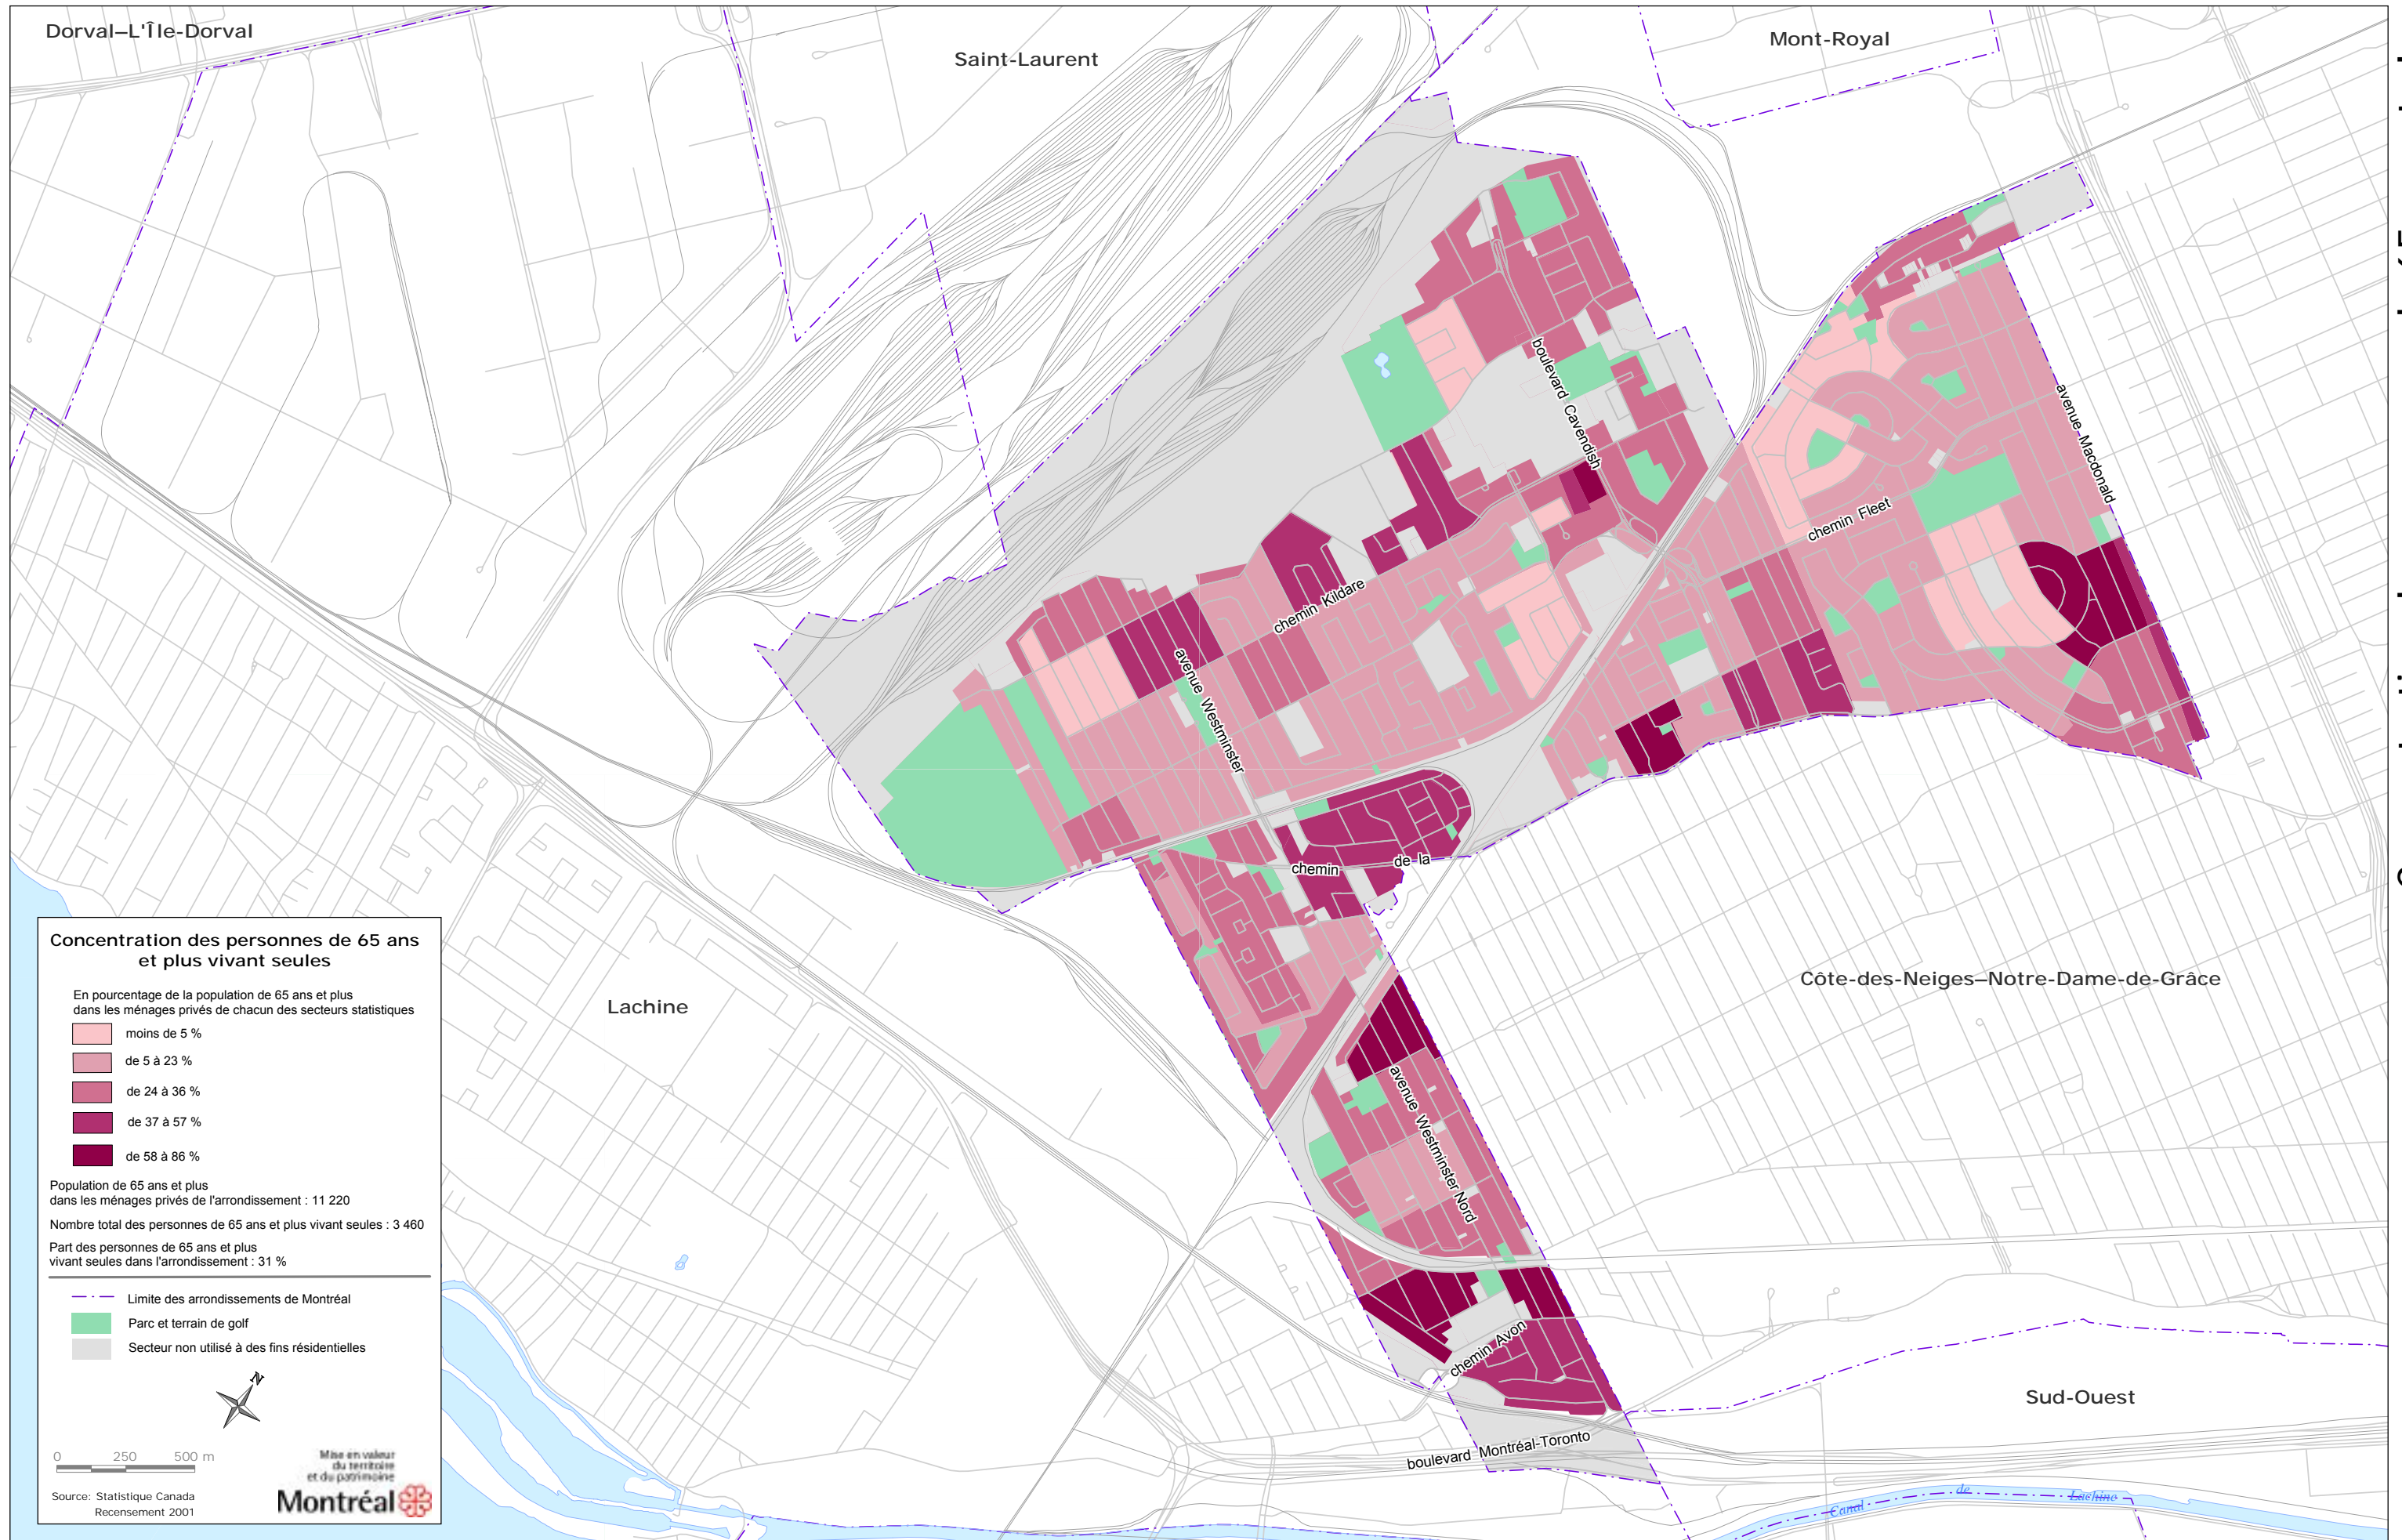 Dorval–L'Île-Dorval
Saint-Laurent
Mont-Royal
boulevard Cavendish
avenue Macdonald
chemin Fleet
chemin Kildare
avenue Westminster
chemin de la
Lachine
Côte-des-Neiges–Notre-Dame-de-Grâce
avenue Westminster Nord
chemin Avon
Sud-Ouest
boulevard Montréal-Toronto
Canal de Lachine
Concentration des personnes de 65 ans
et plus vivant seules
En pourcentage de la population de 65 ans et plus
dans les ménages privés de chacun des secteurs statistiques
moins de 5 %
de 5 à 23 %
de 24 à 36 %
de 37 à 57 %
de 58 à 86 %
Population de 65 ans et plus
dans les ménages privés de l'arrondissement : 11 220
Nombre total des personnes de 65 ans et plus vivant seules : 3 460
Part des personnes de 65 ans et plus
vivant seules dans l'arrondissement : 31 %
Limite des arrondissements de Montréal
Parc et terrain de golf
Secteur non utilisé à des fins résidentielles
N
0 250 500 m
Mise en valeur
du territoire
et du patrimoine
Montréal
Source: Statistique Canada
Recensement 2001